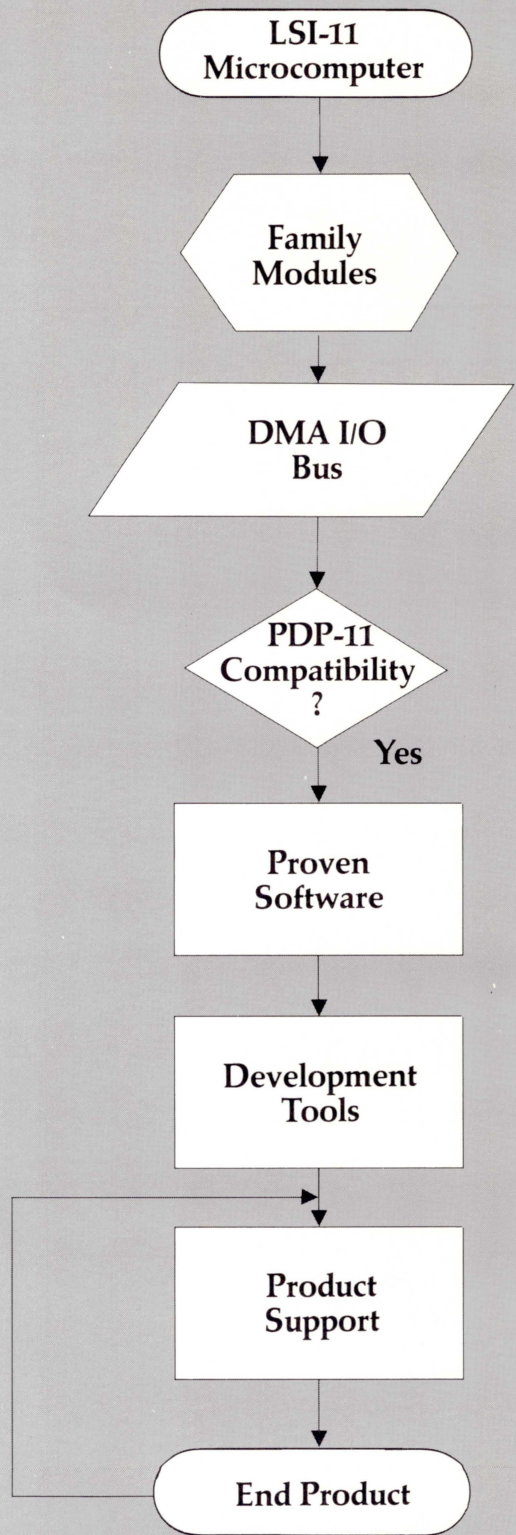 LSI-11
Microcomputer
Family
Modules
DMA I/O
Bus
PDP-11
Compatibility
?
Yes
Proven
Software
Development
Tools
Product
Support
End Product